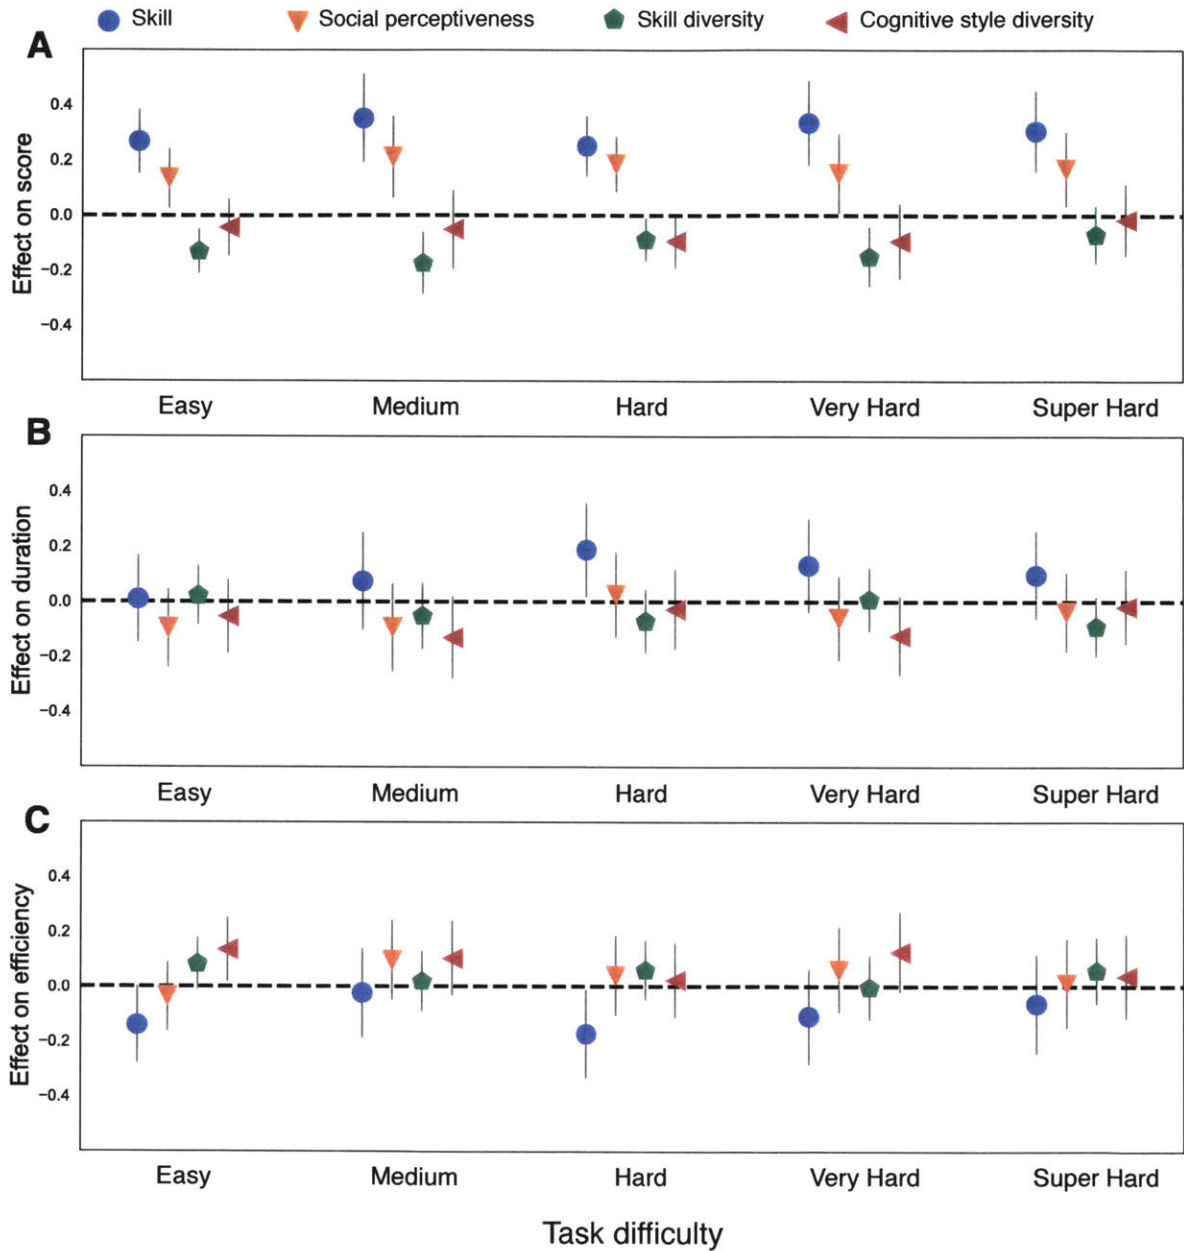 Skill Social perceptiveness Skill diversity Cognitive style diversity
A
Effect on score
0.4
0.2
0.0
−0.2
−0.4
Easy Medium Hard Very Hard Super Hard
B
Effect on duration
0.4
0.2
0.0
−0.2
−0.4
Easy Medium Hard Very Hard Super Hard
C
Effect on efficiency
0.4
0.2
0.0
−0.2
−0.4
Easy Medium Hard Very Hard Super Hard
Task difficulty